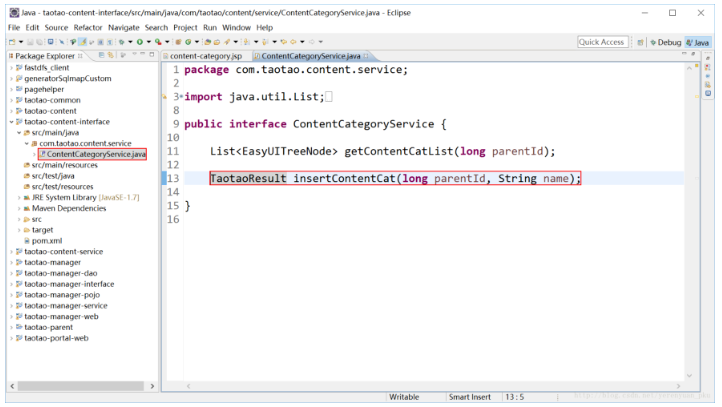 Java - taotao-content-interface/src/main/java/com/taotao/content/service/ContentCategoryService.java - Eclipse
File Edit Source Refactor Navigate Search Project Run Window Help
Quick Access Debug Java
Package Explorer
content-category.jsp ContentCategoryService.java
fastdfs_client
generatorSqlmapCustom
pagehelper
taotao-common
taotao-content
taotao-content-interface
src/main/java
com.taotao.content.service
ContentCategoryService.java
src/main/resources
src/test/java
src/test/resources
JRE System Library [JavaSE-1.7]
Maven Dependencies
src
target
pom.xml
taotao-content-service
taotao-manager
taotao-manager-dao
taotao-manager-interface
taotao-manager-pojo
taotao-manager-service
taotao-manager-web
taotao-parent
taotao-portal-web
1 package com.taotao.content.service;
2
3 import java.util.List;
8
9 public interface ContentCategoryService {
10
11 List<EasyUITreeNode> getContentCatList(long parentId);
12
13 TaotaoResult insertContentCat(long parentId, String name);
14
15 }
16
Writable Smart Insert 13 : 5